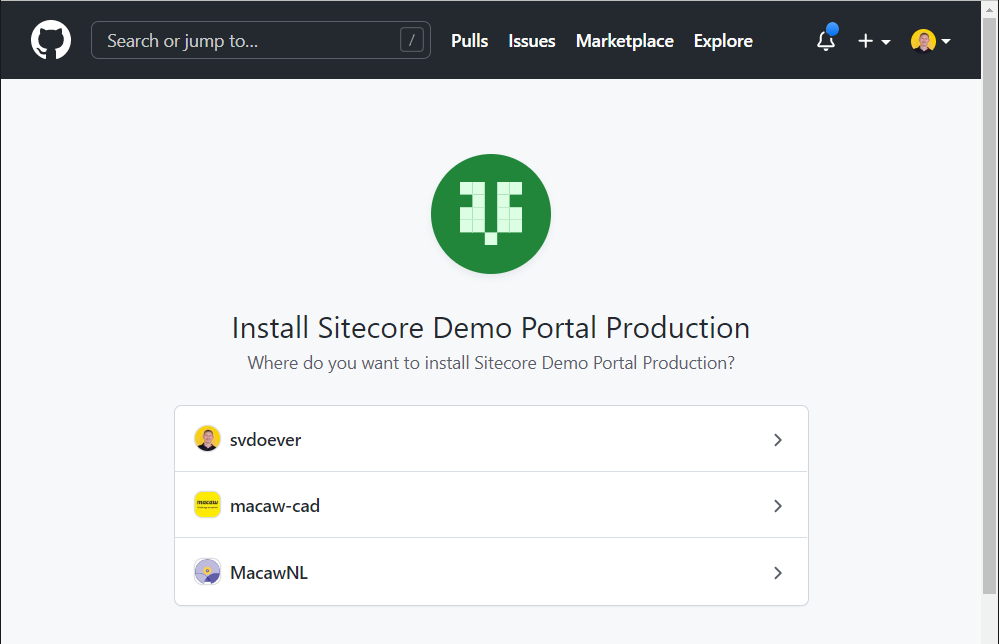 Search or jump to... /
Pulls Issues Marketplace Explore
Install Sitecore Demo Portal Production
Where do you want to install Sitecore Demo Portal Production?
svdoever
macaw
macaw-cad
MacawNL